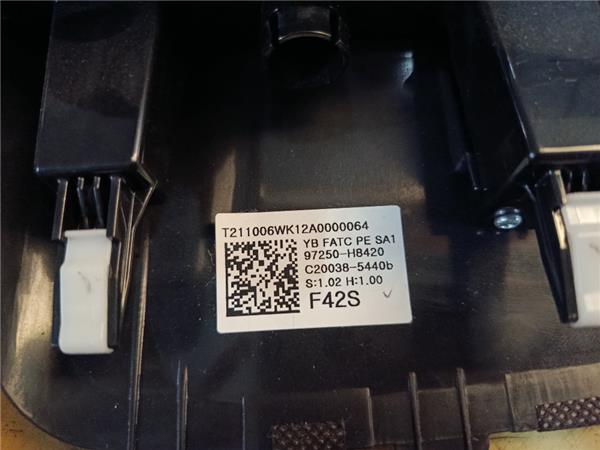 T211006WK12A0000064
YB FATC PE SA1
97250-H8420
C20038-5440b
S:1.02 H:1.00
F42S